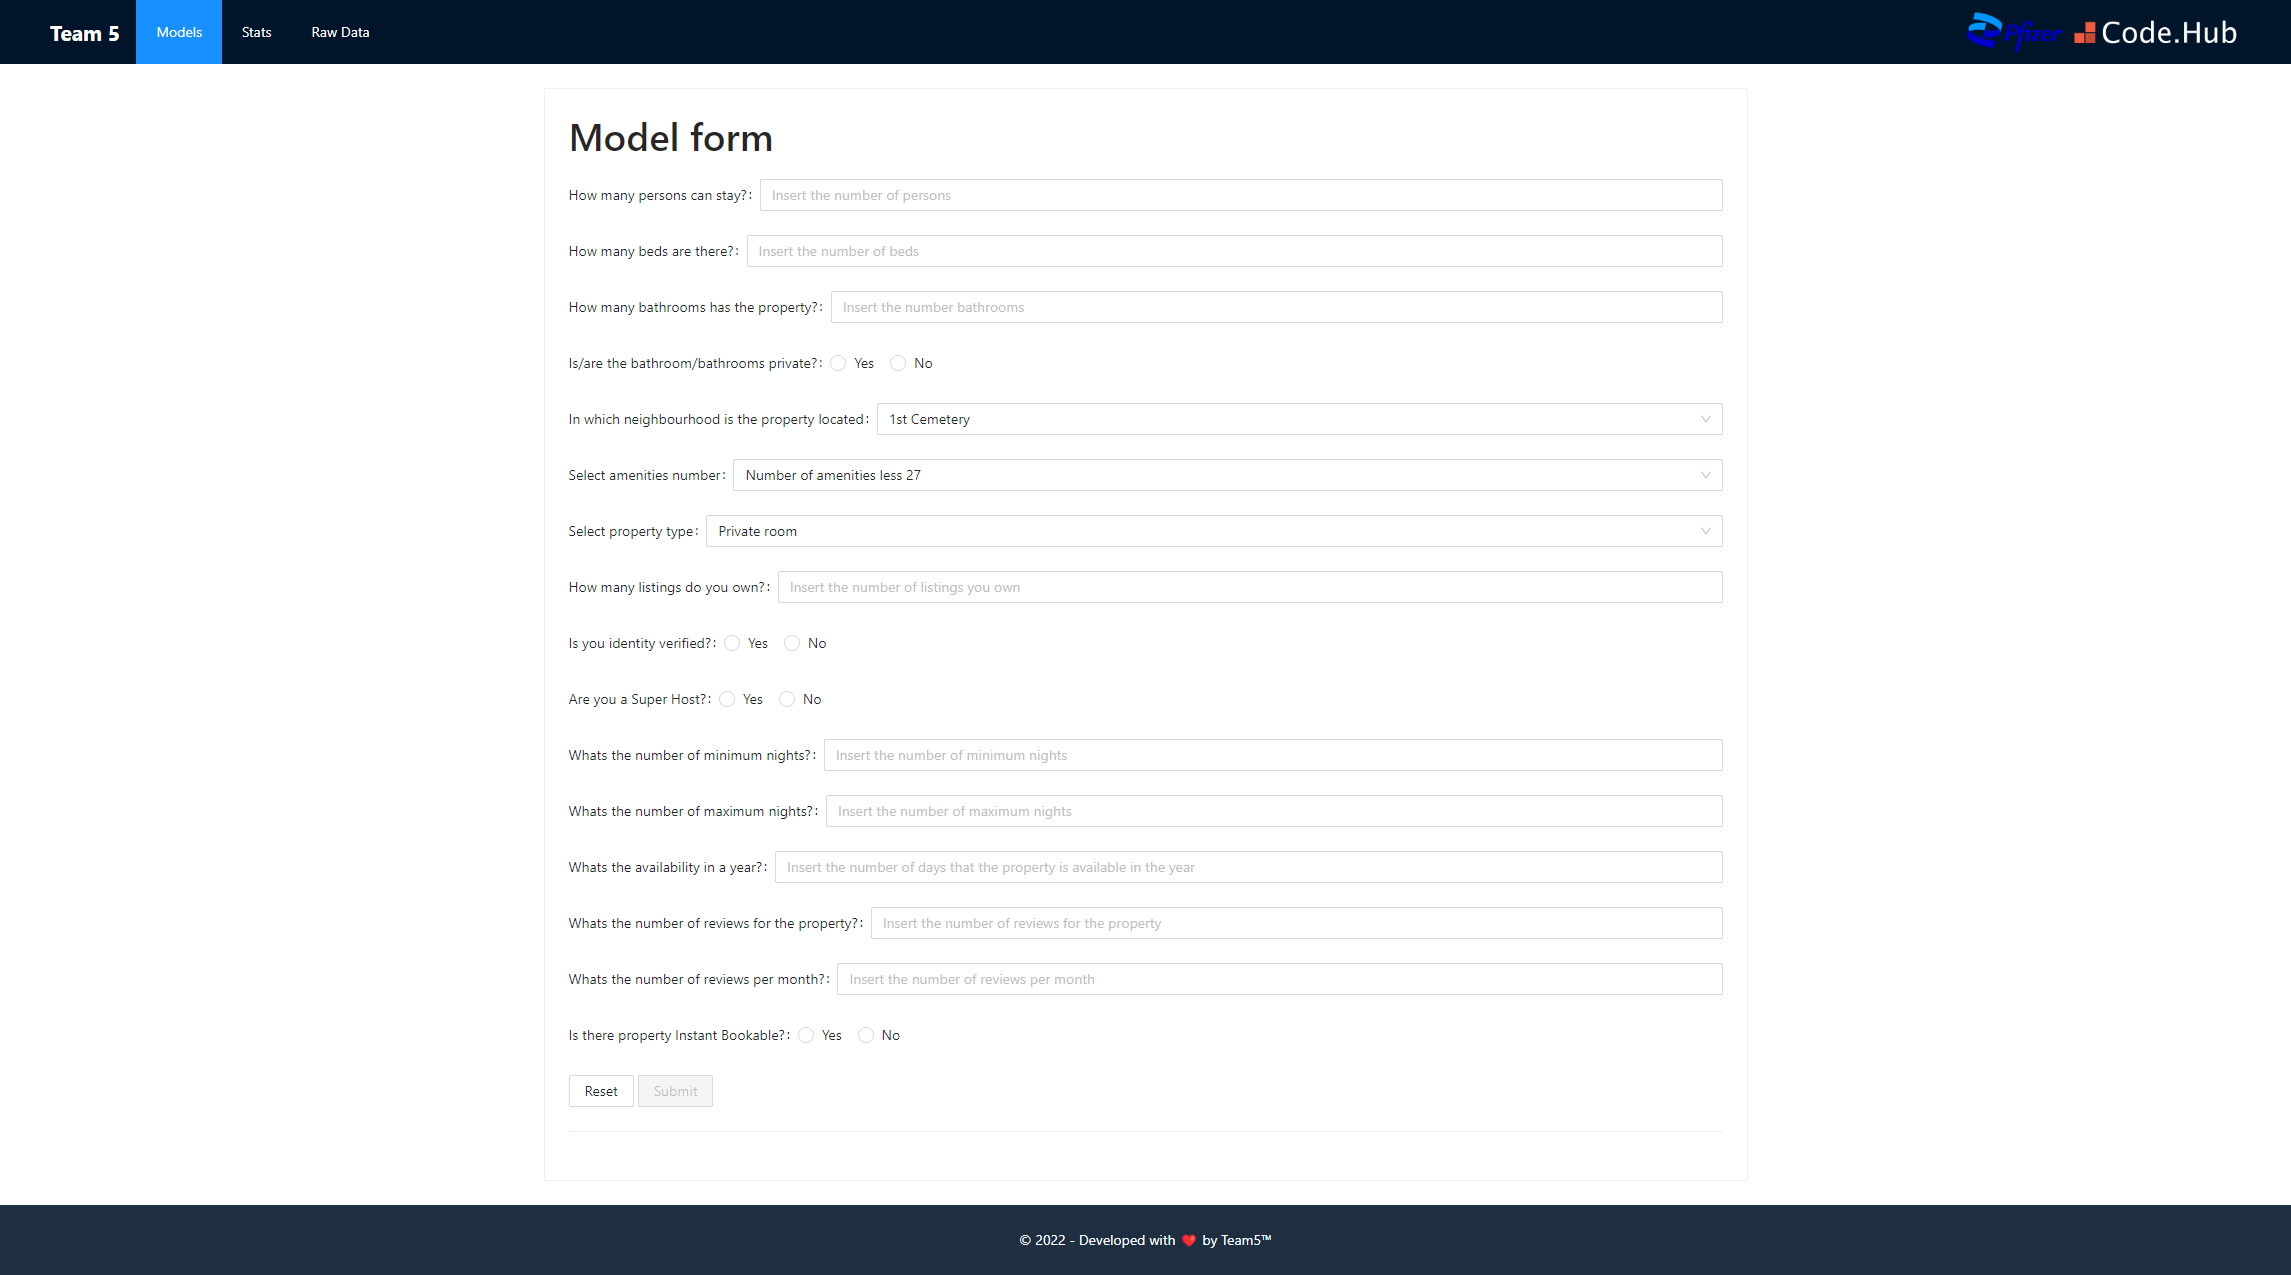 Team 5 Models Stats Raw Data Pfizer Code.Hub
Model form
How many persons can stay?: Insert the number of persons
How many beds are there?: Insert the number of beds
How many bathrooms has the property?: Insert the number bathrooms
Is/are the bathroom/bathrooms private?: Yes No
In which neighbourhood is the property located: 1st Cemetery
Select amenities number: Number of amenities less 27
Select property type: Private room
How many listings do you own?: Insert the number of listings you own
Is you identity verified?: Yes No
Are you a Super Host?: Yes No
Whats the number of minimum nights?: Insert the number of minimum nights
Whats the number of maximum nights?: Insert the number of maximum nights
Whats the availability in a year?: Insert the number of days that the property is available in the year
Whats the number of reviews for the property?: Insert the number of reviews for the property
Whats the number of reviews per month?: Insert the number of reviews per month
Is there property Instant Bookable?: Yes No
Reset Submit
© 2022 - Developed with ❤️ by Team5™